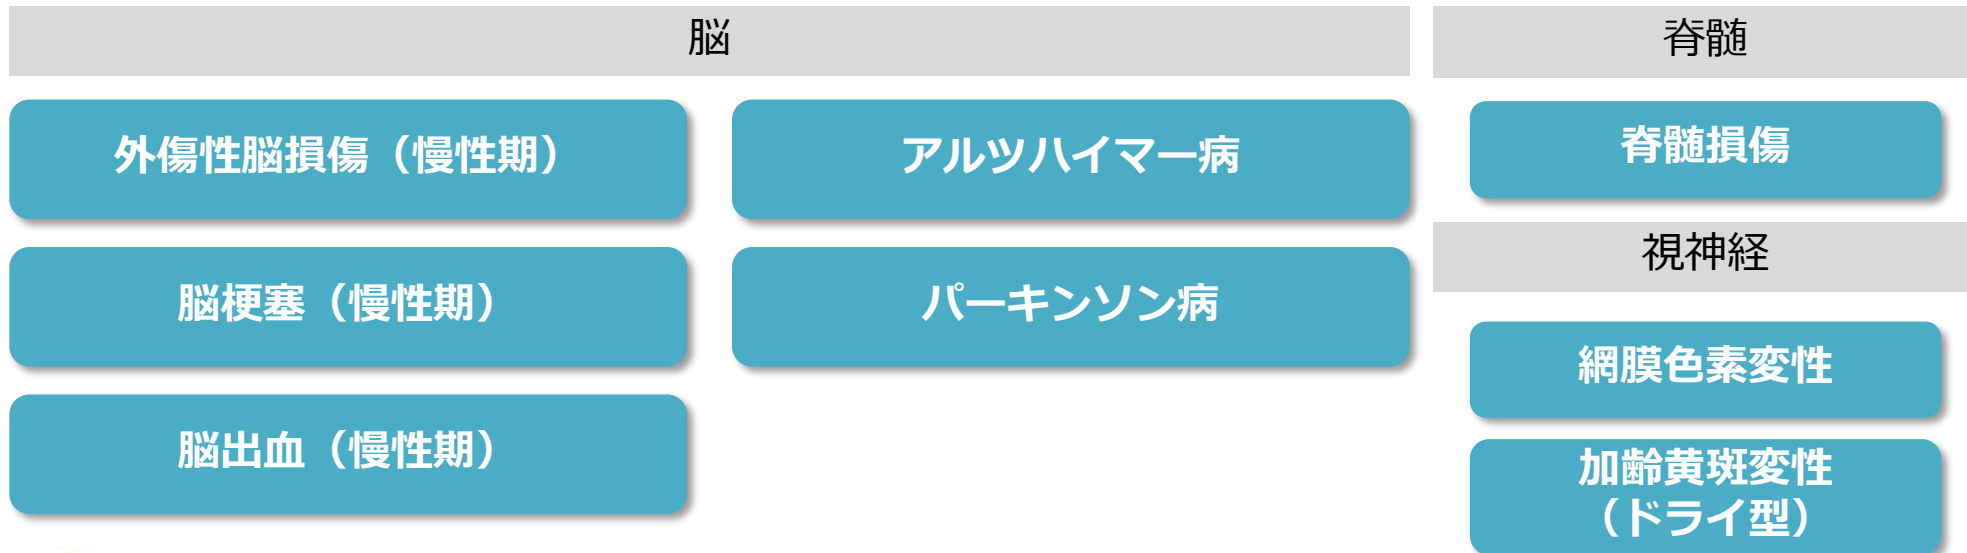 脳
外傷性脳損傷（慢性期）
アルツハイマー病
脳梗塞（慢性期）
パーキンソン病
脳出血（慢性期）
脊髄
脊髄損傷
視神経
網膜色素変性
加齢黄斑変性
（ドライ型）